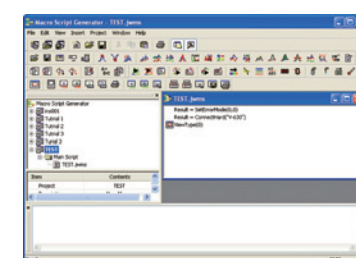 Macro Script Generator - TEST.jwms
File Edit View Insert Project Window Help
Macro Script Generator
Tutrial 1
Tutrial 2
Tutrial 3
TEST
Main Script
TEST.jwms
Item Contents
Project TEST
TEST.jwms
Result = SetErrorMode(0,0)
Result = ConnectHard("V-630")
ViewType(0)